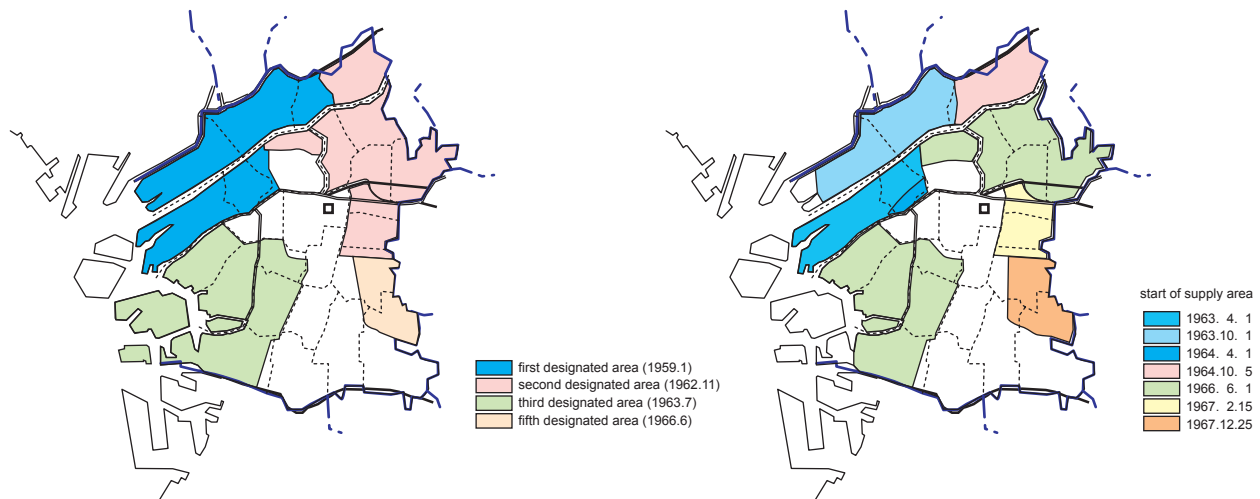 first designated area (1959.1)
second designated area (1962.11)
third designated area (1963.7)
fifth designated area (1966.6)
start of supply area
1963. 4. 1
1963.10. 1
1964. 4. 1
1964.10. 5
1966. 6. 1
1967. 2.15
1967.12.25